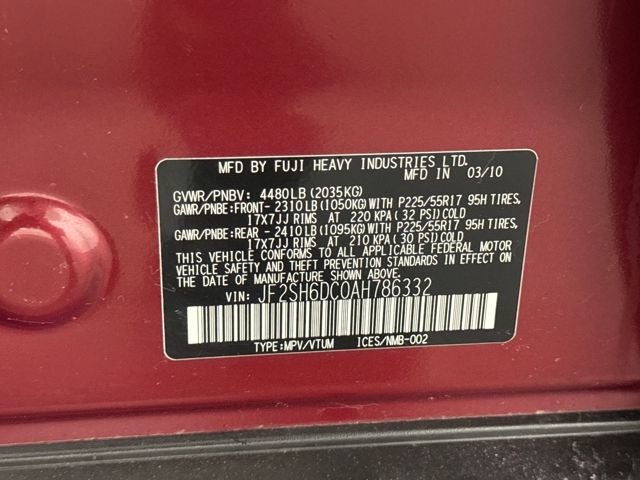 MFD BY FUJI HEAVY INDUSTRIES LTD.
MFD IN 03/10
GVWR/PNBV: 4480LB (2035KG)
GAWR/PNBE:FRONT- 2310LB (1050KG)WITH P225/55R17 95H TIRES,
17x7JJ RIMS AT 220 KPA (32 PSI)COLD
GAWR/PNBE:REAR - 2410LB (1095KG)WITH P225/55R17 95H TIRES,
17x7JJ RIMS AT 210 KPA (30 PSI)COLD
THIS VEHICLE CONFORMS TO ALL APPLICABLE FEDERAL MOTOR
VEHICLE SAFETY AND THEFT PREVENTION STANDARDS IN EFFECT ON
THE DATE OF MANUFACTURE SHOWN ABOVE.
VIN: JF2SH6DC0AH786332
TYPE:MPV/VTUM ICES/NMB-002